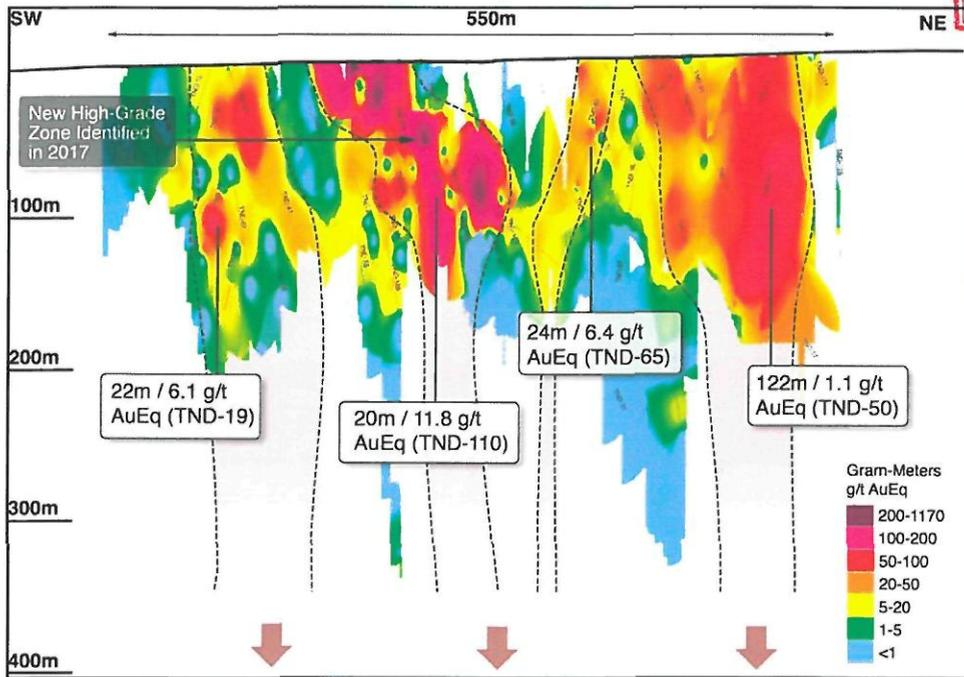 SW
550m
NE
New High-Grade
Zone Identified
in 2017
100m
200m
300m
400m
22m / 6.1 g/t
AuEq (TND-19)
20m / 11.8 g/t
AuEq (TND-110)
24m / 6.4 g/t
AuEq (TND-65)
122m / 1.1 g/t
AuEq (TND-50)
Gram-Meters
g/t AuEq
200-1170
100-200
50-100
20-50
5-20
1-5
<1